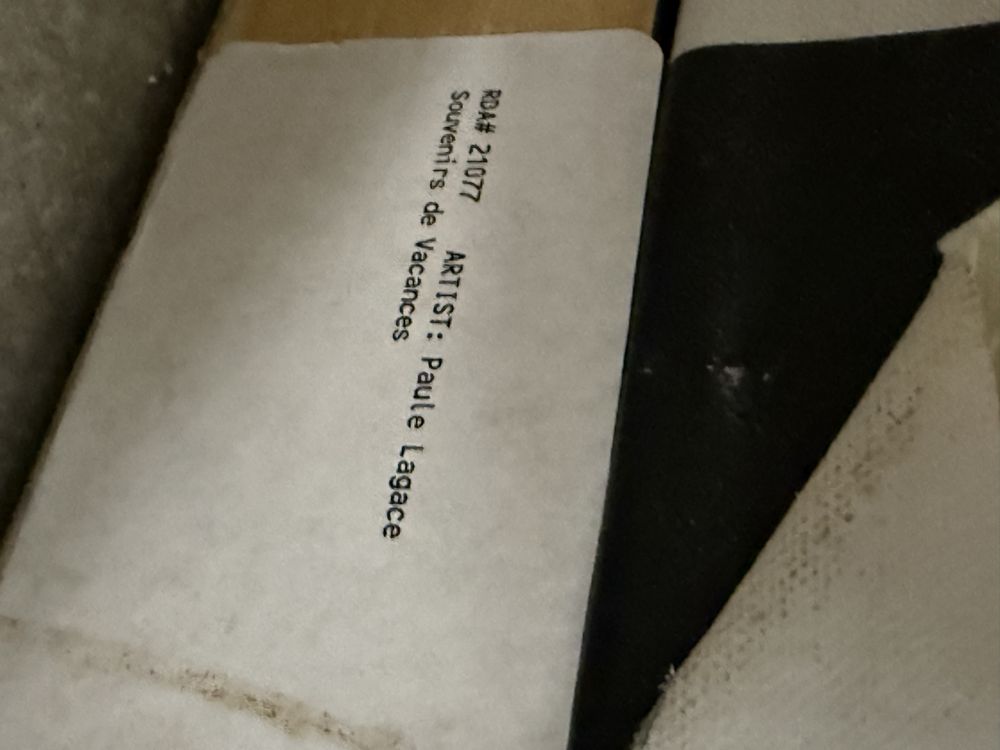 RDA# 21077 ARTIST: Paule Lagace
Souvenirs de Vacances